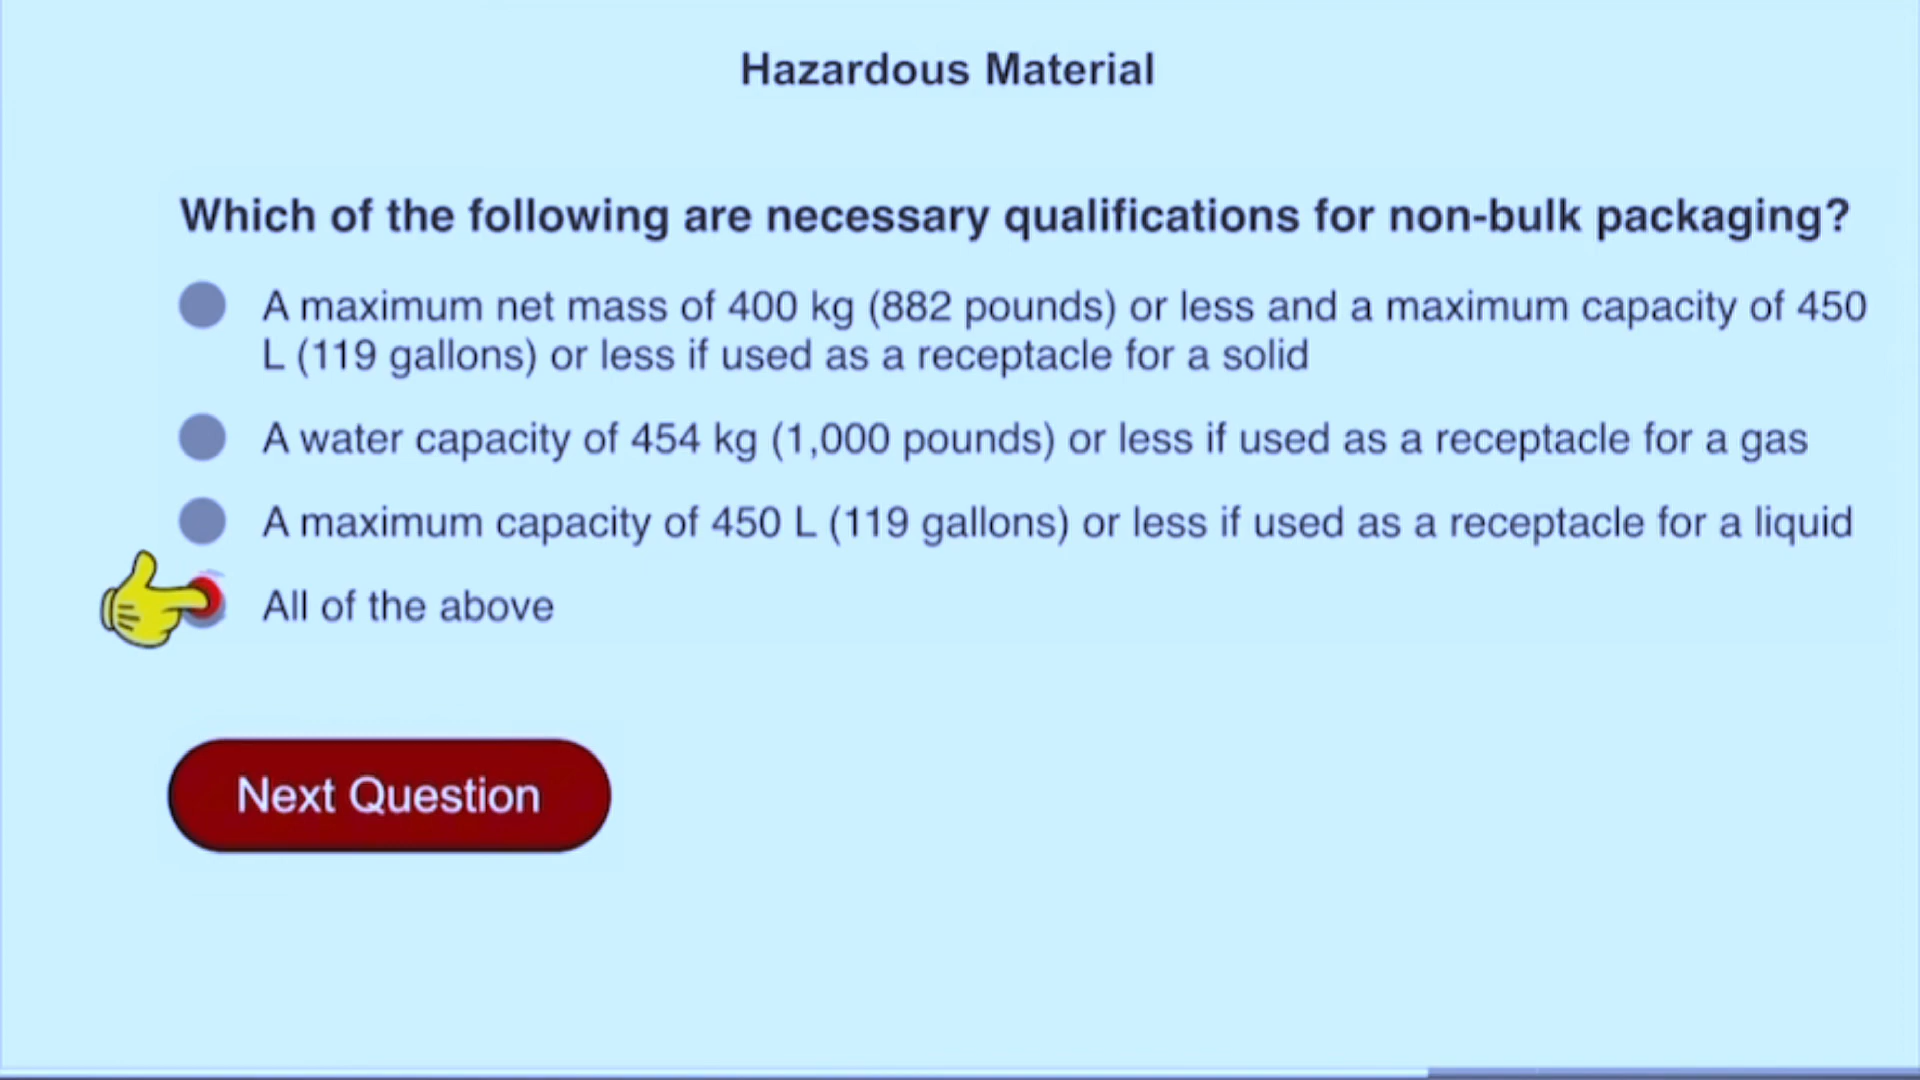 Hazardous Material
Which of the following are necessary qualifications for non-bulk packaging?
A maximum net mass of 400 kg (882 pounds) or less and a maximum capacity of 450
L (119 gallons) or less if used as a receptacle for a solid
A water capacity of 454 kg (1,000 pounds) or less if used as a receptacle for a gas
A maximum capacity of 450 L (119 gallons) or less if used as a receptacle for a liquid
All of the above
Next Question